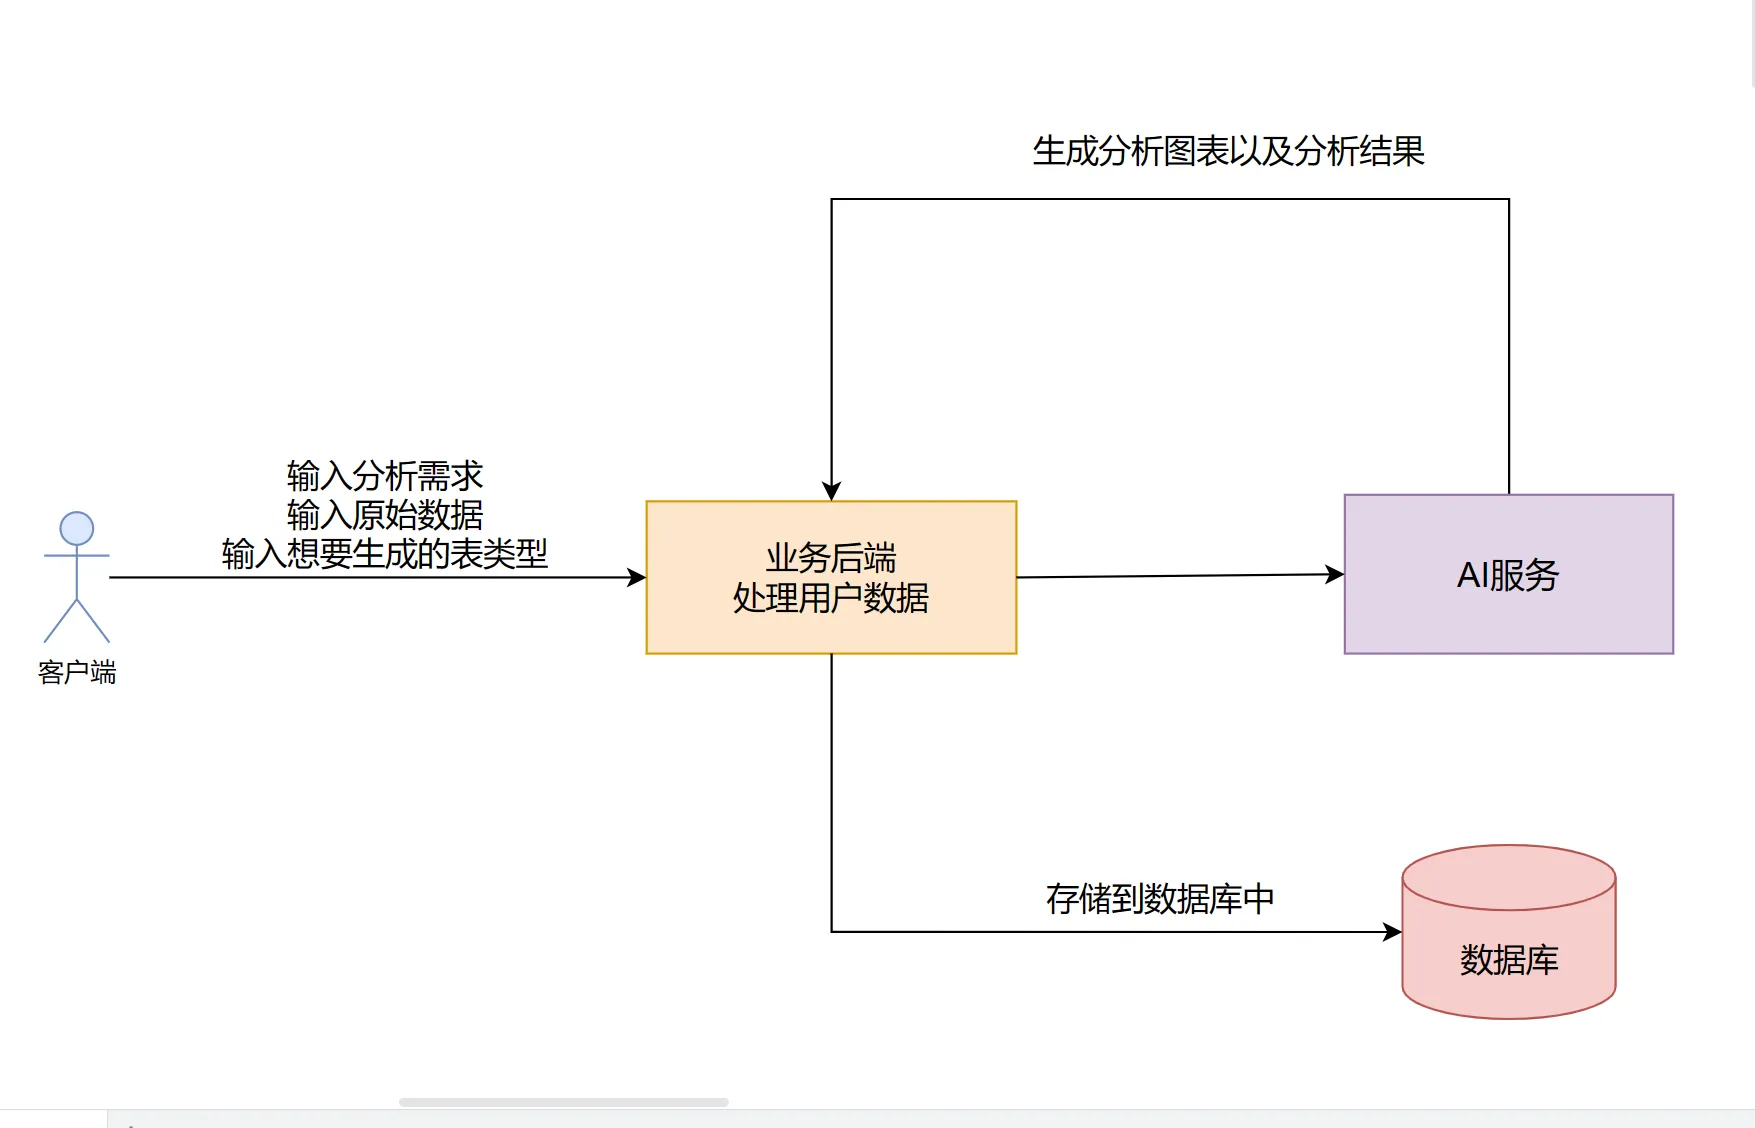 生成分析图表以及分析结果
输入分析需求
输入原始数据
输入想要生成的表类型
客户端
业务后端
处理用户数据
AI服务
存储到数据库中
数据库